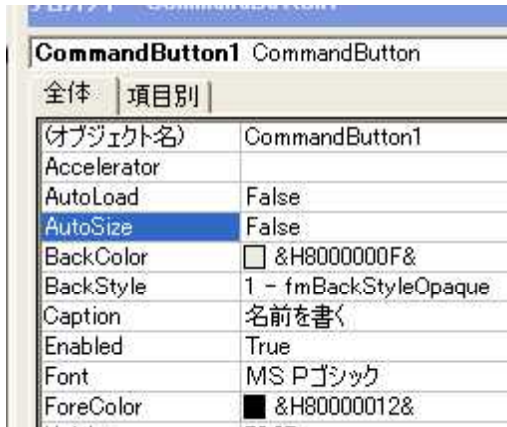 CommandButton1 CommandButton
全体 項目別
(オブジェクト名) CommandButton1
Accelerator
AutoLoad False
AutoSize False
BackColor &H8000000F&
BackStyle 1 - fmBackStyleOpaque
Caption 名前を書く
Enabled True
Font MS Pゴシック
ForeColor &H80000012&